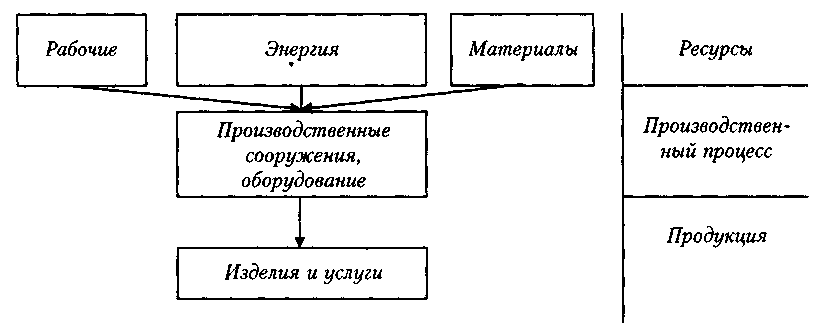 Рабочие
Энергия
Материалы
Ресурсы
Производственные
сооружения,
оборудование
Производствен-
ный процесс
Изделия и услуги
Продукция